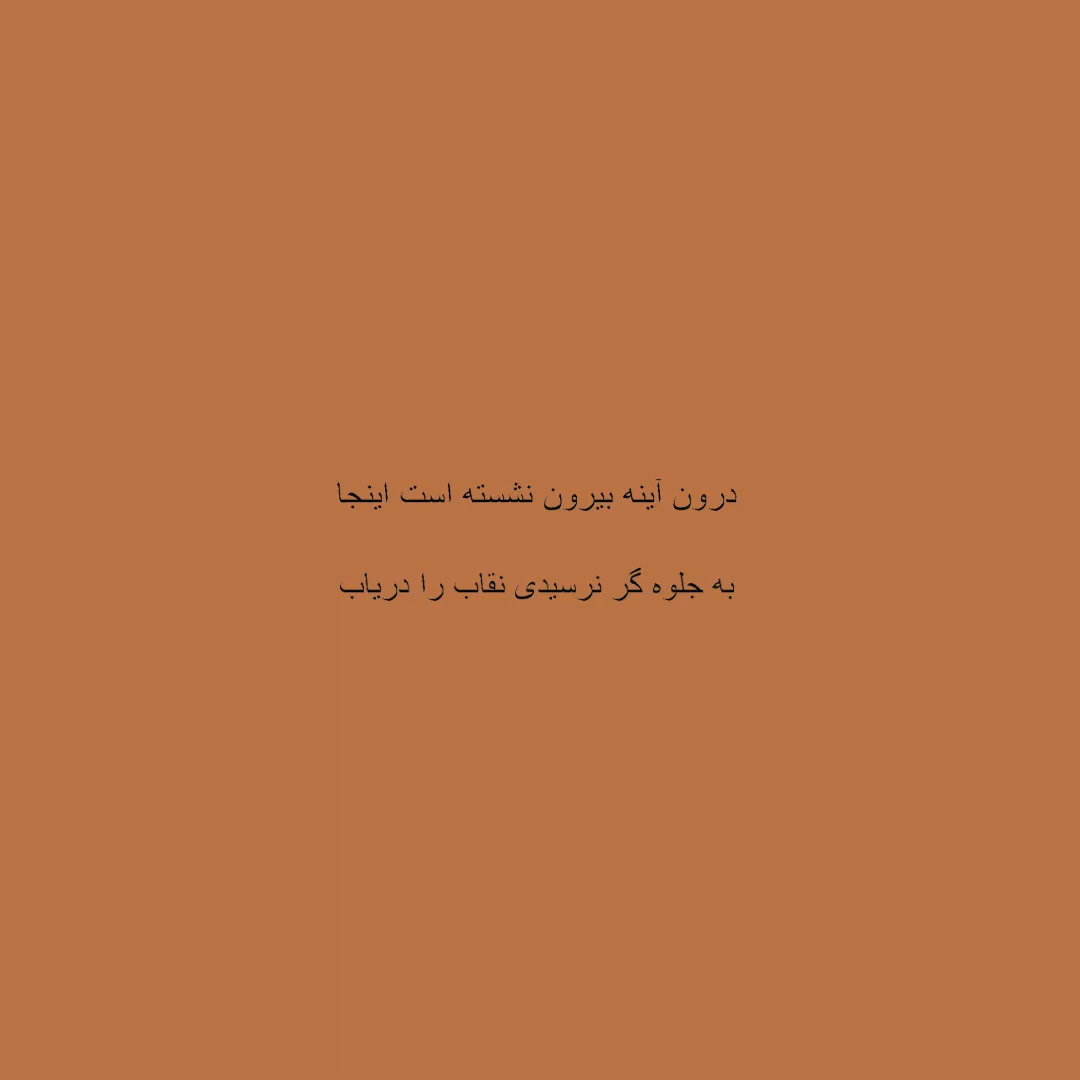 درون آینه بیرون نشسته است اینجا
به جلوه گر نرسیدی نقاب را دریاب